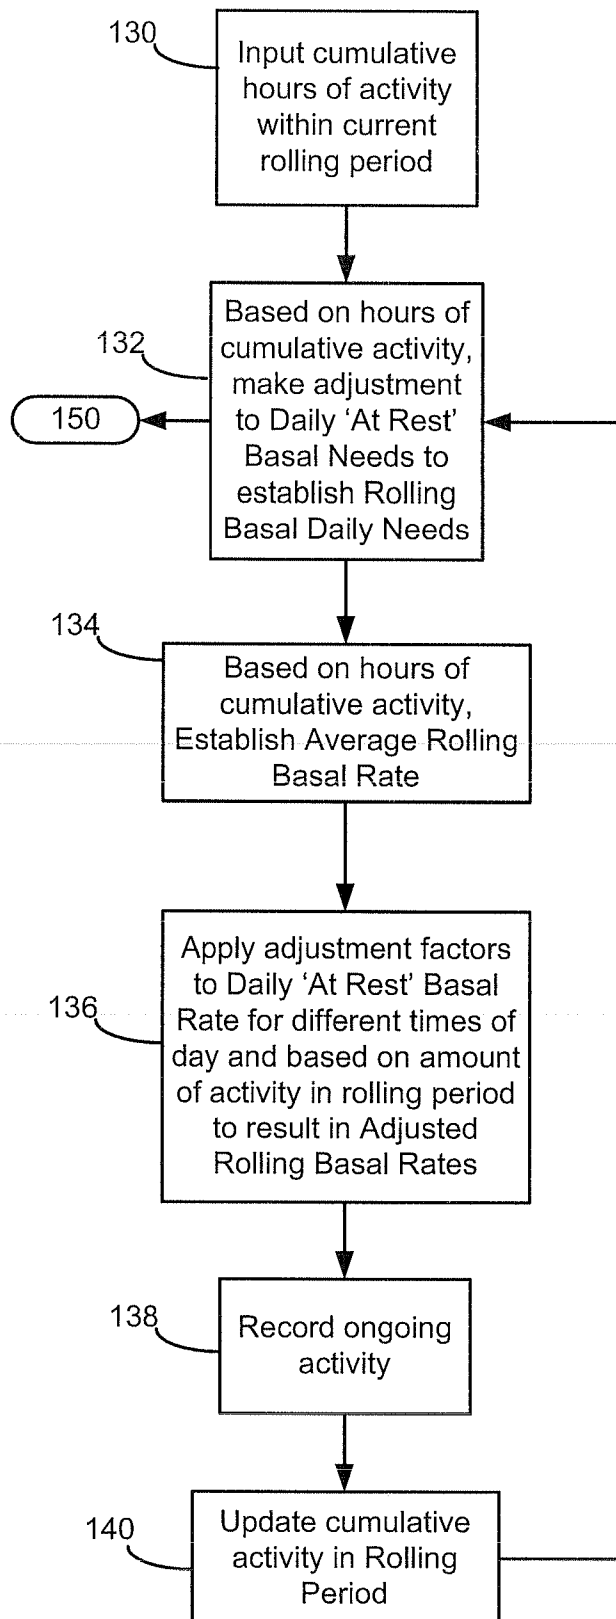 130
Input cumulative
hours of activity
within current
rolling period
132
Based on hours of
cumulative activity,
make adjustment
to Daily ‘At Rest’
Basal Needs to
establish Rolling
Basal Daily Needs
150
134
Based on hours of
cumulative activity,
Establish Average Rolling
Basal Rate
136
Apply adjustment factors
to Daily ‘At Rest’ Basal
Rate for different times of
day and based on amount
of activity in rolling period
to result in Adjusted
Rolling Basal Rates
138
Record ongoing
activity
140
Update cumulative
activity in Rolling
Period